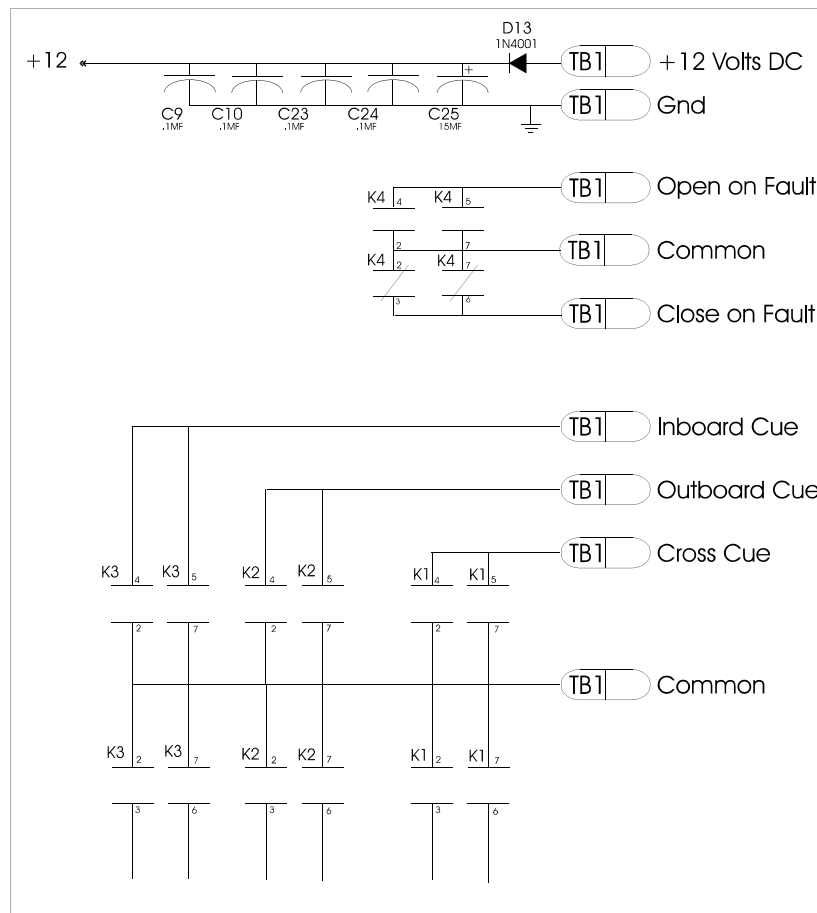 D13
1N4001
+12 TB1 +12 Volts DC
TB1 Gnd
C9 C10 C23 C24 C25
.1MF .1MF .1MF .1MF 15MF
+
TB1 Open on Fault
K4 4 K4 5
2 7 TB1 Common
K4 2 K4 7
3 6
TB1 Close on Fault
TB1 Inboard Cue
TB1 Outboard Cue
TB1 Cross Cue
K3 4 K3 5 K2 4 K2 5 K1 4 K1 5
2 7 2 7 2 7
TB1 Common
K3 2 K3 7 K2 2 K2 7 K1 2 K1 7
3 6 3 6 3 6